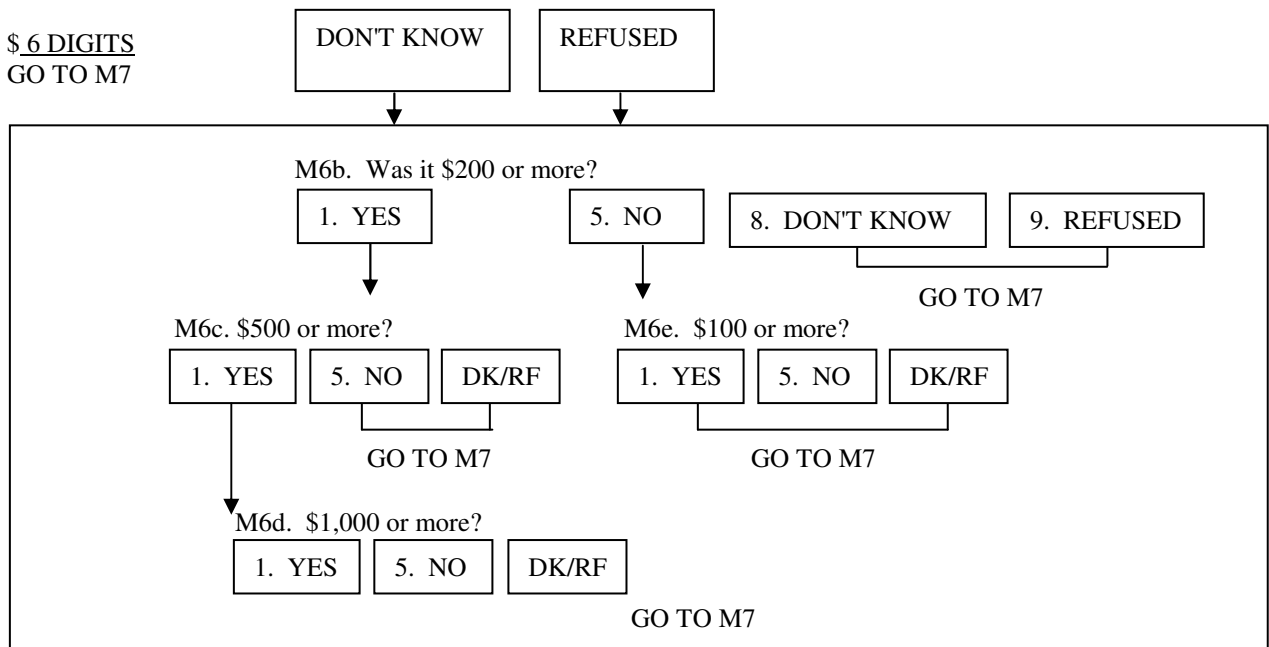 $ 6 DIGITS
GO TO M7
DON'T KNOW
REFUSED
M6b. Was it $200 or more?
1. YES
5. NO
8. DON'T KNOW
9. REFUSED
GO TO M7
M6c. $500 or more?
1. YES
5. NO
DK/RF
GO TO M7
M6e. $100 or more?
1. YES
5. NO
DK/RF
GO TO M7
M6d. $1,000 or more?
1. YES
5. NO
DK/RF
GO TO M7